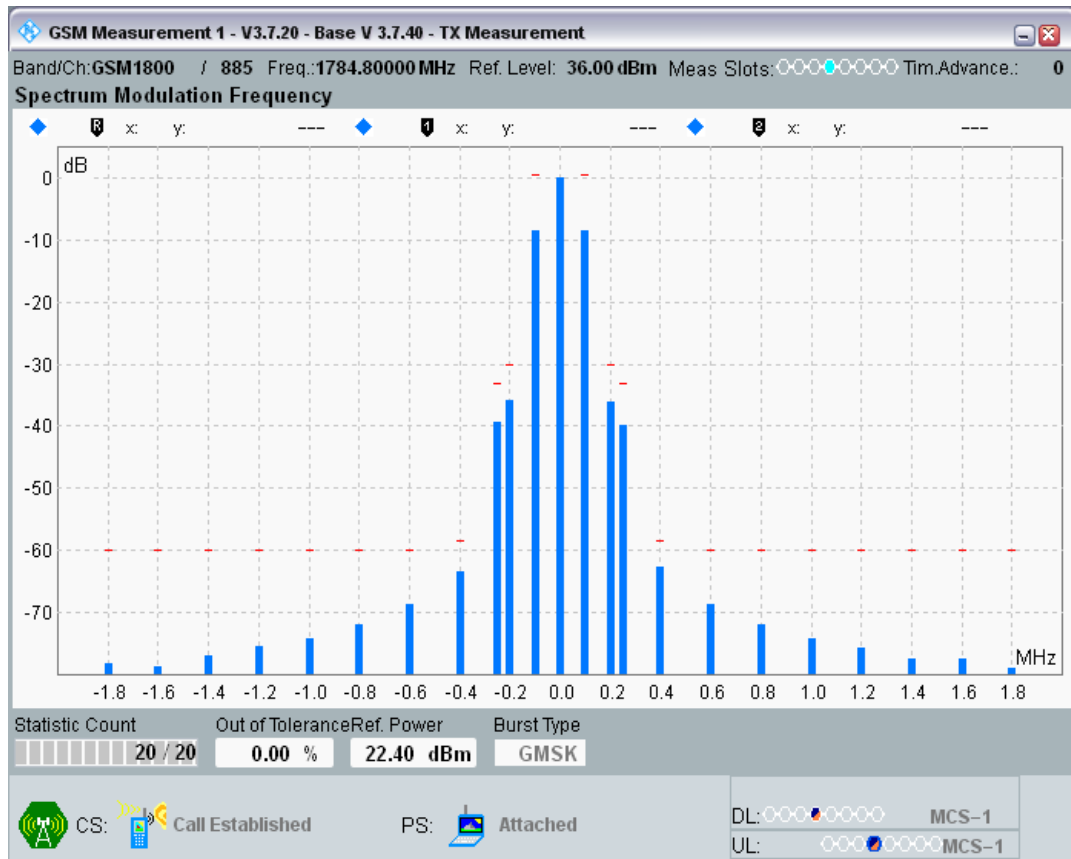 GSM Measurement 1 - V3.7.20 - Base V 3.7.40 - TX Measurement
Band/Ch:GSM1800 / 885 Freq.:1784.80000 MHz Ref. Level: 36.00 dBm Meas Slots: Tim.Advance.: 0
Spectrum Modulation Frequency
R x: y: --- 1 x: y: --- 2 x: y: ---
dB
0
-10
-20
-30
-40
-50
-60
-70
MHz
-1.8 -1.6 -1.4 -1.2 -1.0 -0.8 -0.6 -0.4 -0.2 0.0 0.2 0.4 0.6 0.8 1.0 1.2 1.4 1.6 1.8
Statistic Count Out of Tolerance Ref. Power Burst Type
20 / 20 0.00 % 22.40 dBm GMSK
CS: Call Established PS: Attached
DL: MCS-1
UL: MCS-1